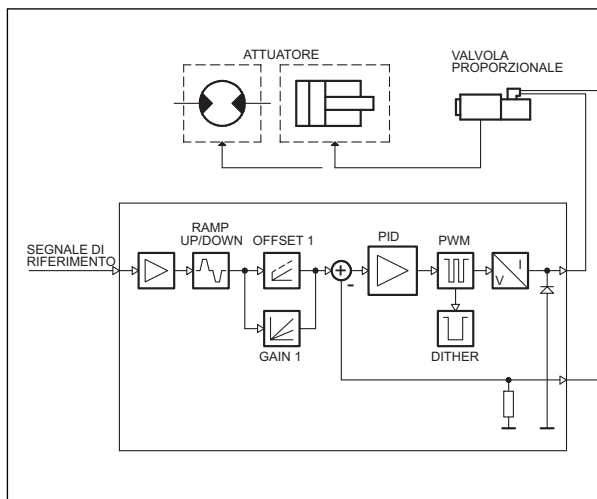 ATTUATORE
VALVOLA
PROPORZIONALE
SEGNALE DI
RIFERIMENTO
RAMP
UP/DOWN
OFFSET 1
PID
PWM
I
V
+
-
GAIN 1
DITHER